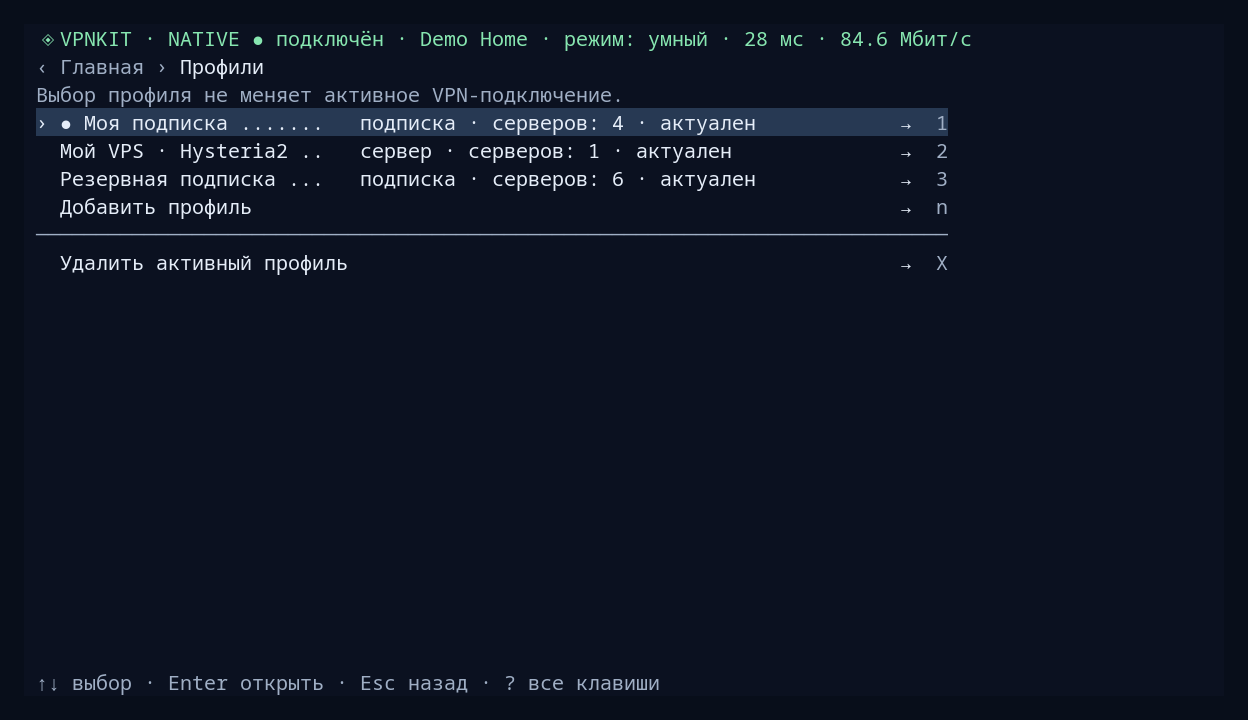 ◈ VPNKIT · NATIVE ● подключён · Demo Home · режим: умный · 28 мс · 84.6 Мбит/с
‹ Главная › Профили
Выбор профиля не меняет активное VPN-подключение.
› ● Моя подписка ....... подписка · серверов: 4 · актуален → 1
Мой VPS · Hysteria2 .. сервер · серверов: 1 · актуален → 2
Резервная подписка ... подписка · серверов: 6 · актуален → 3
Добавить профиль → n
Удалить активный профиль → X
↑↓ выбор · Enter открыть · Esc назад · ? все клавиши